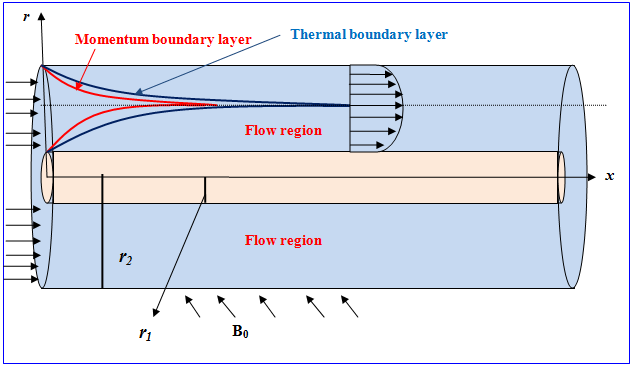 r
Momentum boundary layer
Thermal boundary layer
Flow region
x
Flow region
r2
r1
B0